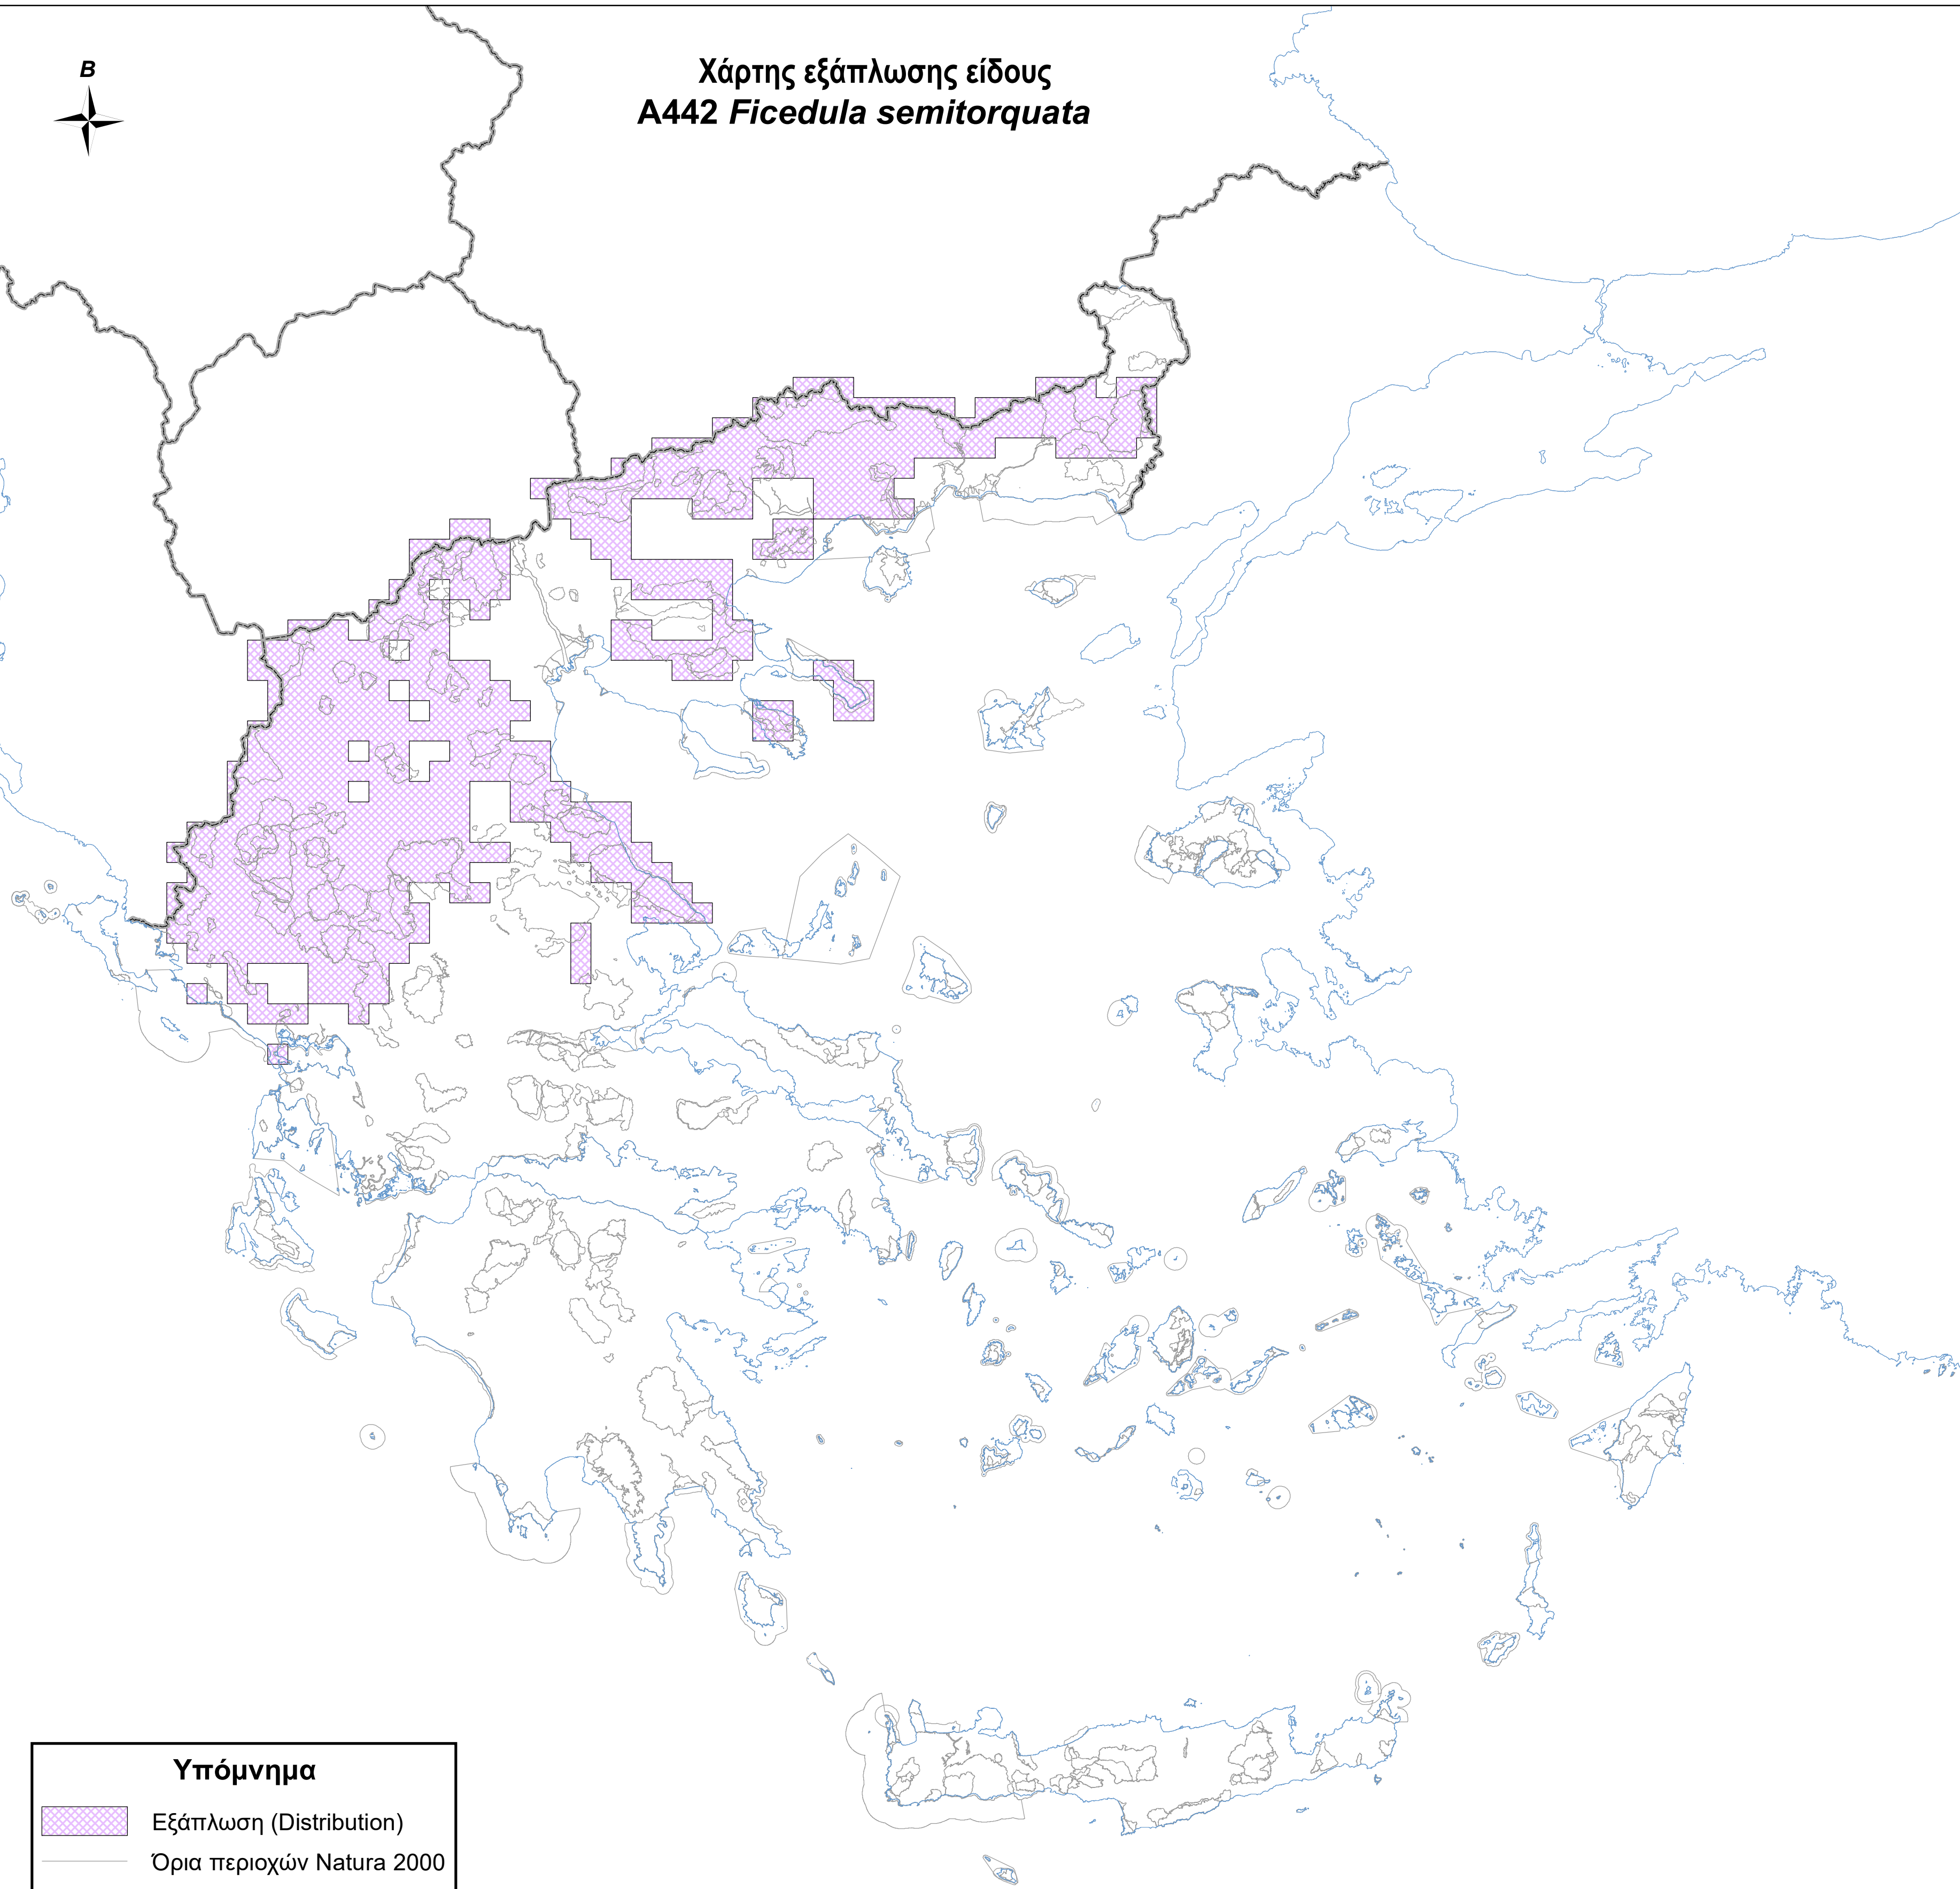 B
Χάρτης εξάπλωσης είδους
A442 Ficedula semitorquata
Υπόμνημα
Εξάπλωση (Distribution)
Όρια περιοχών Natura 2000